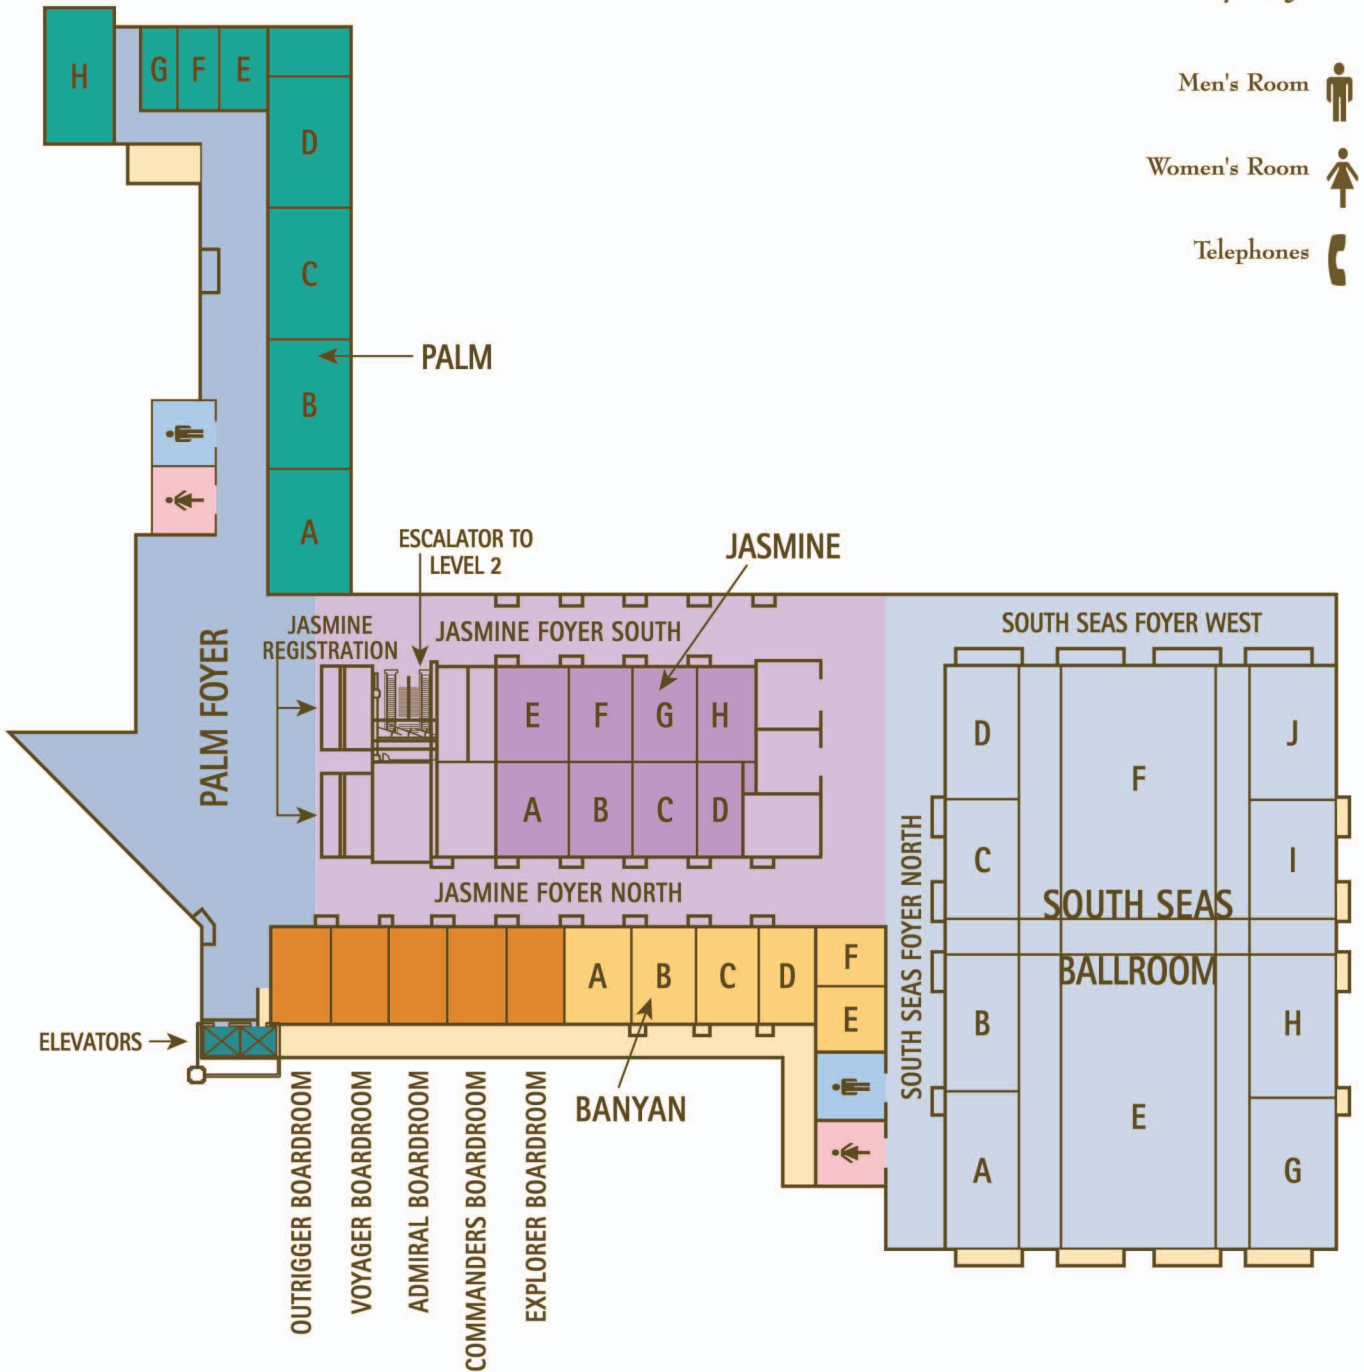 Men's Room
Women's Room
Telephones
H
G
F
E
D
C
B
A
PALM
ESCALATOR TO
LEVEL 2
JASMINE
JASMINE
REGISTRATION
JASMINE FOYER SOUTH
SOUTH SEAS FOYER WEST
PALM FOYER
E
F
G
H
A
B
C
D
JASMINE FOYER NORTH
SOUTH SEAS FOYER NORTH
D
C
B
A
F
E
J
I
H
G
SOUTH SEAS
BALLROOM
A
B
C
D
F
E
BANYAN
ELEVATORS
OUTRIGGER BOARDROOM
VOYAGER BOARDROOM
ADMIRAL BOARDROOM
COMMANDERS BOARDROOM
EXPLORER BOARDROOM